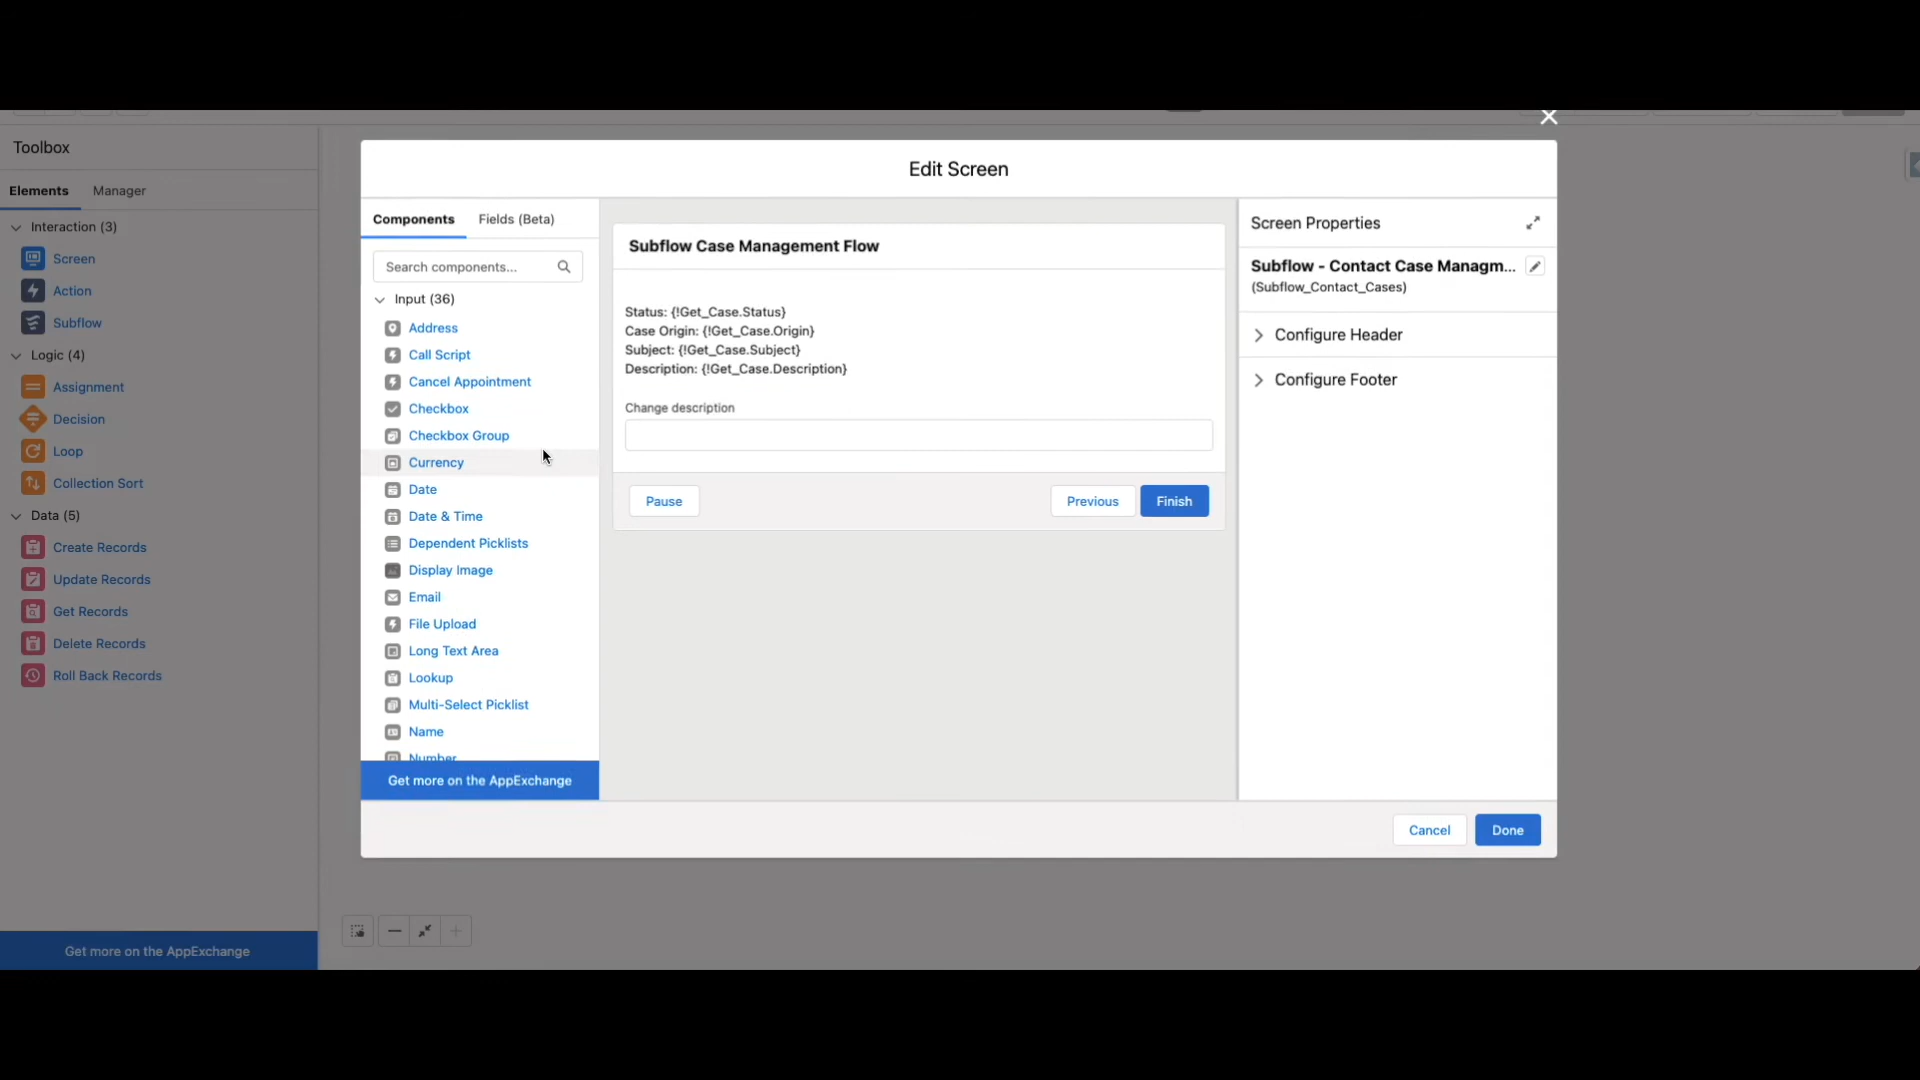 Toolbox
Elements
Manager
Interaction (3)
Screen
Action
Subflow
Logic (4)
Assignment
Decision
Loop
Collection Sort
Data (5)
Create Records
Update Records
Get Records
Delete Records
Roll Back Records
Get more on the AppExchange
Edit Screen
Components
Fields (Beta)
Search components...
Input (36)
Address
Call Script
Cancel Appointment
Checkbox
Checkbox Group
Currency
Date
Date & Time
Dependent Picklists
Display Image
Email
File Upload
Long Text Area
Lookup
Multi-Select Picklist
Name
Number
Get more on the AppExchange
Subflow Case Management Flow
Status: {!Get_Case.Status}
Case Origin: {!Get_Case.Origin}
Subject: {!Get_Case.Subject}
Description: {!Get_Case.Description}
Change description
Pause
Previous
Finish
Screen Properties
Subflow - Contact Case Managm...
(Subflow_Contact_Cases)
Configure Header
Configure Footer
Cancel
Done